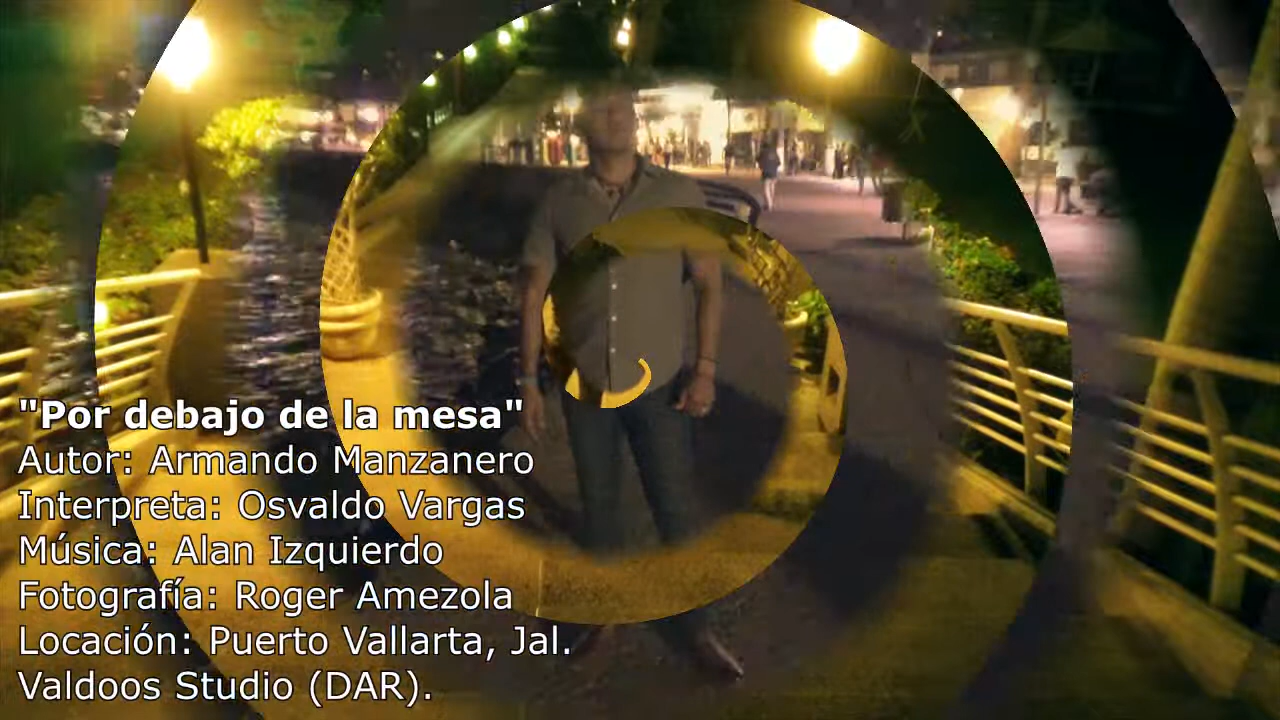 "Por debajo de la mesa"
Autor: Armando Manzanero
Interpreta: Osvaldo Vargas
Música: Alan Izquierdo
Fotografía: Roger Amezola
Locación: Puerto Vallarta, Jal.
Valdoos Studio (DAR).